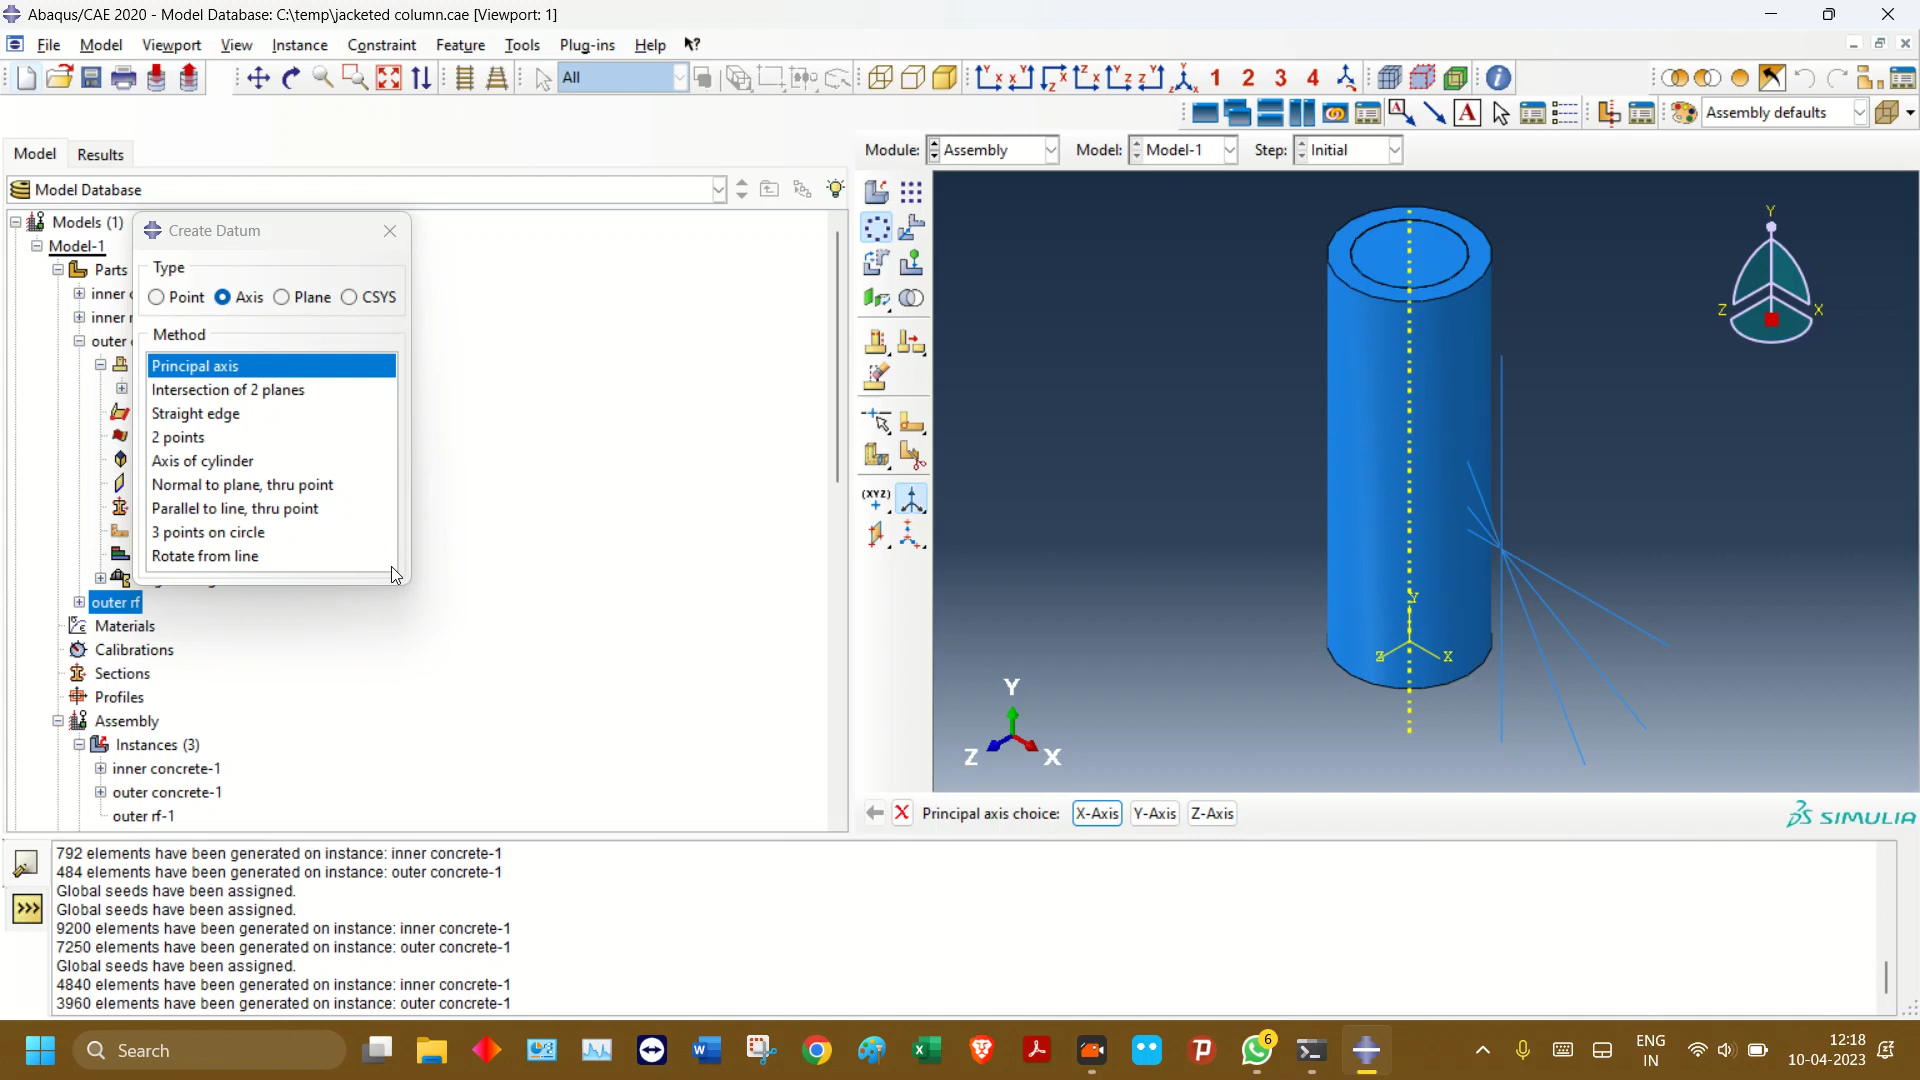 Abaqus/CAE 2020 - Model Database: C:\temp\jacketed column.cae [Viewport: 1]
File Model Viewport View Instance Constraint Feature Tools Plug-ins Help
All
1 2 3 4
Assembly defaults
Model Results
Module: Assembly Model: Model-1 Step: Initial
Model Database
Models (1)
Model-1
Parts
inner
inner
outer
outer rf
Materials
Calibrations
Sections
Profiles
Assembly
Instances (3)
inner concrete-1
outer concrete-1
outer rf-1
Create Datum
Type
Point Axis Plane CSYS
Method
Principal axis
Intersection of 2 planes
Straight edge
2 points
Axis of cylinder
Normal to plane, thru point
Parallel to line, thru point
3 points on circle
Rotate from line
(XYZ)
Y
Z X
Y
Z X
Y
Z X
Principal axis choice: X-Axis Y-Axis Z-Axis
SIMULIA
792 elements have been generated on instance: inner concrete-1
484 elements have been generated on instance: outer concrete-1
Global seeds have been assigned.
Global seeds have been assigned.
9200 elements have been generated on instance: inner concrete-1
7250 elements have been generated on instance: outer concrete-1
Global seeds have been assigned.
4840 elements have been generated on instance: inner concrete-1
3960 elements have been generated on instance: outer concrete-1
>>>
Search
6
ENG
IN
12:18
10-04-2023